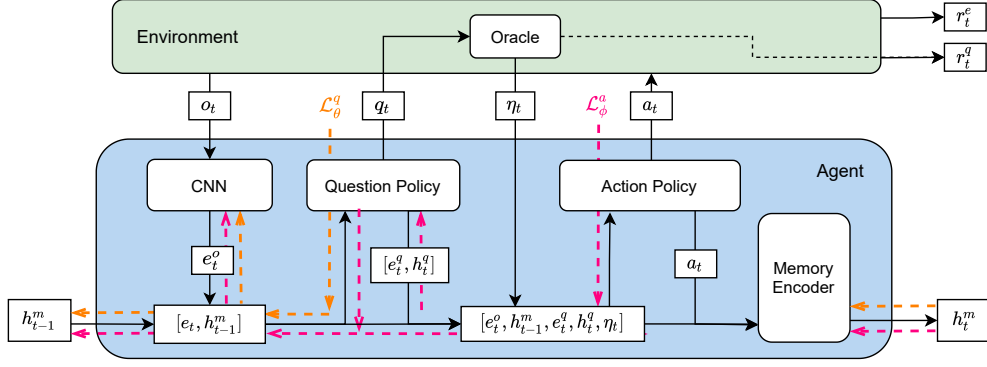 Environment
Oracle
$r_t^e$
$r_t^q$
$o_t$
$\mathcal{L}_\theta^q$
$q_t$
$\eta_t$
$\mathcal{L}_\phi^a$
$a_t$
Agent
CNN
Question Policy
Action Policy
$e_t^o$
$[e_t^q, h_t^q]$
$a_t$
Memory
Encoder
$h_{t-1}^m$
$[e_t, h_{t-1}^m]$
$[e_t^o, h_{t-1}^m, e_t^q, h_t^q, \eta_t]$
$h_t^m$